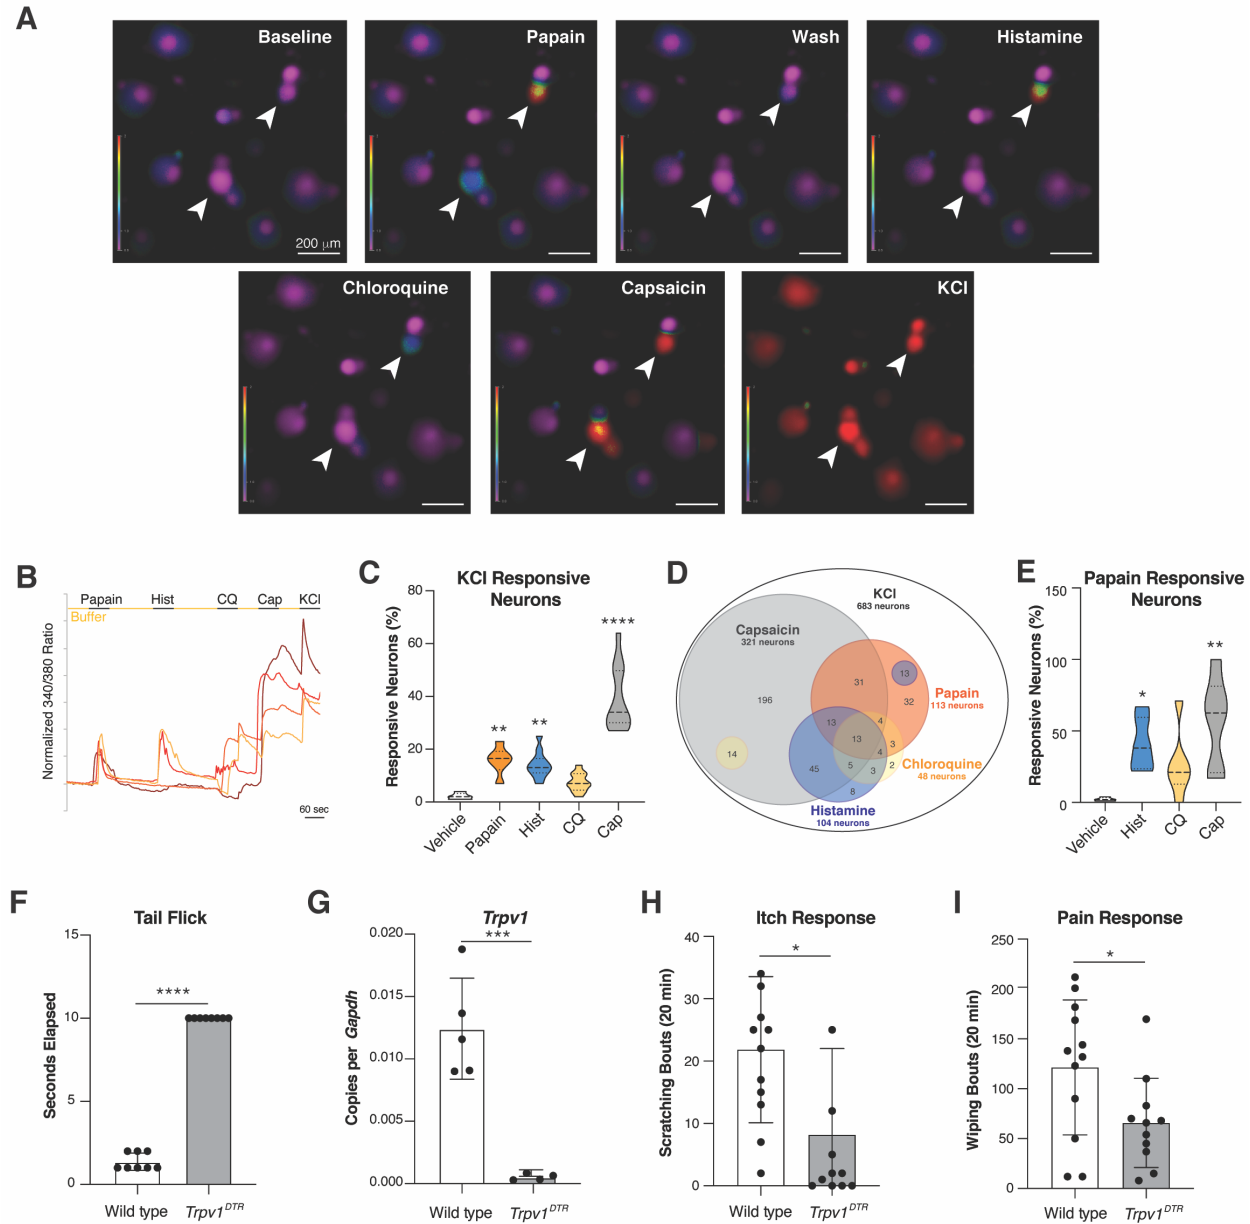 A
Baseline
Papain
Wash
Histamine
200 µm
Chloroquine
Capsaicin
KCl
B
Papain
Hist
CQ
Cap
KCl
Buffer
Normalized 340/380 Ratio
60 sec
C
KCl Responsive
Neurons
Responsive Neurons (%)
80
60
40
20
0
**
**
****
Vehicle
Papain
Hist
CQ
Cap
D
KCl
683 neurons
Capsaicin
321 neurons
Papain
113 neurons
Chloroquine
48 neurons
Histamine
104 neurons
31
13
32
196
13
4
13
3
4
2
14
45
5
3
8
E
Papain Responsive
Neurons
Responsive Neurons (%)
150
100
50
0
*
**
Vehicle
Hist
CQ
Cap
F
Tail Flick
Seconds Elapsed
15
10
5
0
****
Wild type
Trpv1DTR
G
Trpv1
Copies per Gapdh
0.020
0.015
0.010
0.005
0.000
***
Wild type
Trpv1DTR
H
Itch Response
Scratching Bouts (20 min)
40
30
20
10
0
*
Wild type
Trpv1DTR
I
Pain Response
Wiping Bouts (20 min)
250
200
150
100
50
0
*
Wild type
Trpv1DTR